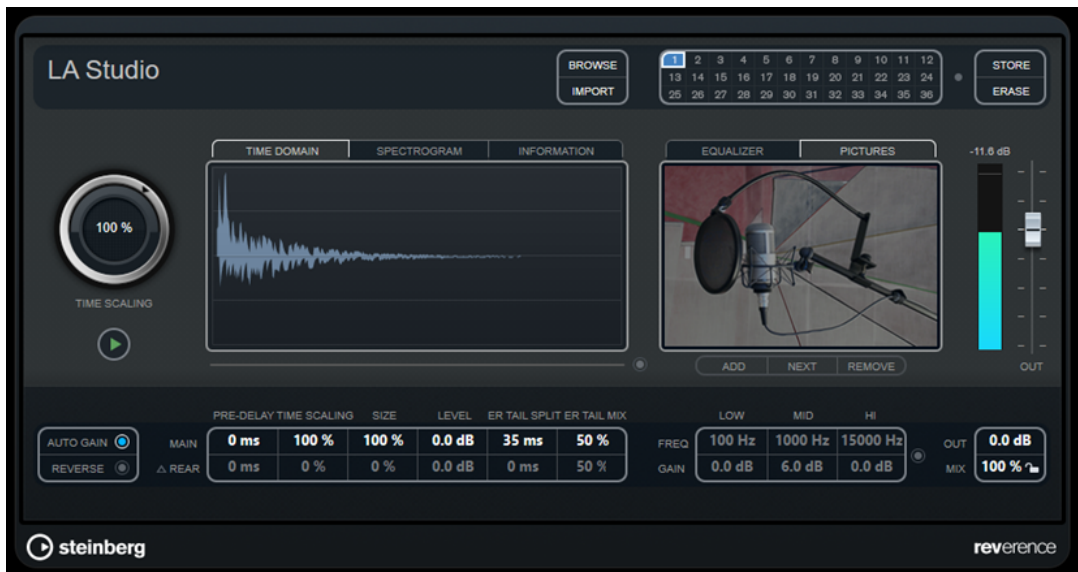 LA Studio
BROWSE
IMPORT
1 2 3 4 5 6 7 8 9 10 11 12
13 14 15 16 17 18 19 20 21 22 23 24
25 26 27 28 29 30 31 32 33 34 35 36
STORE
ERASE
TIME DOMAIN SPECTROGRAM INFORMATION
EQUALIZER PICTURES
-11.6 dB
100 %
TIME SCALING
ADD NEXT REMOVE
OUT
PRE-DELAY TIME SCALING SIZE LEVEL ER TAIL SPLIT ER TAIL MIX
LOW MID HI
AUTO GAIN MAIN 0 ms 100 % 100 % 0.0 dB 35 ms 50 % FREQ 100 Hz 1000 Hz 15000 Hz OUT 0.0 dB
REVERSE △ REAR 0 ms 0 % 0 % 0.0 dB 0 ms 50 % GAIN 0.0 dB 6.0 dB 0.0 dB MIX 100 %
steinberg
reverence